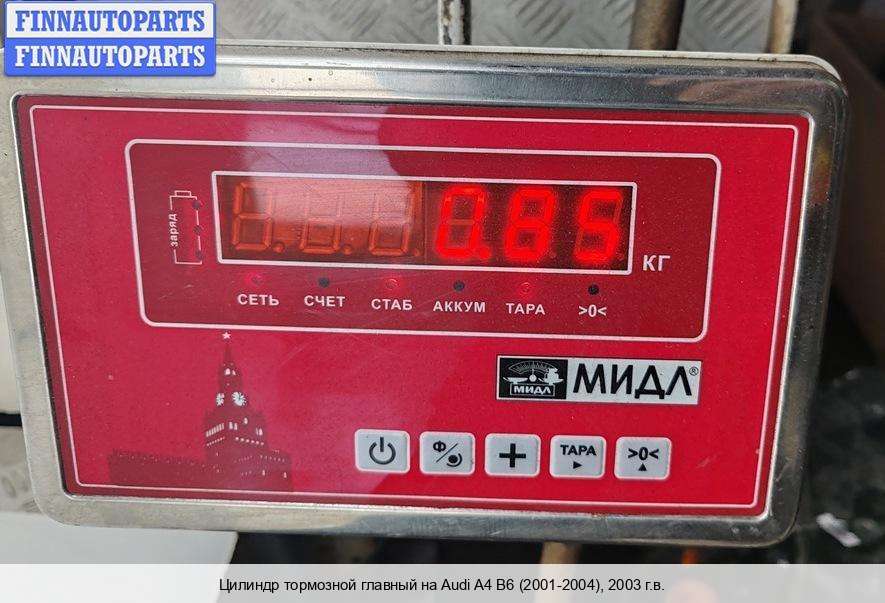 FINNAUTOPARTS
FINNAUTOPARTS
заряд
0.85
КГ
СЕТЬ СЧЕТ СТАБ АККУМ ТАРА >0<
МИДЛ МИДЛ®
Ф ТАРА >0<
Цилиндр тормозной главный на Audi A4 B6 (2001-2004), 2003 г.в.